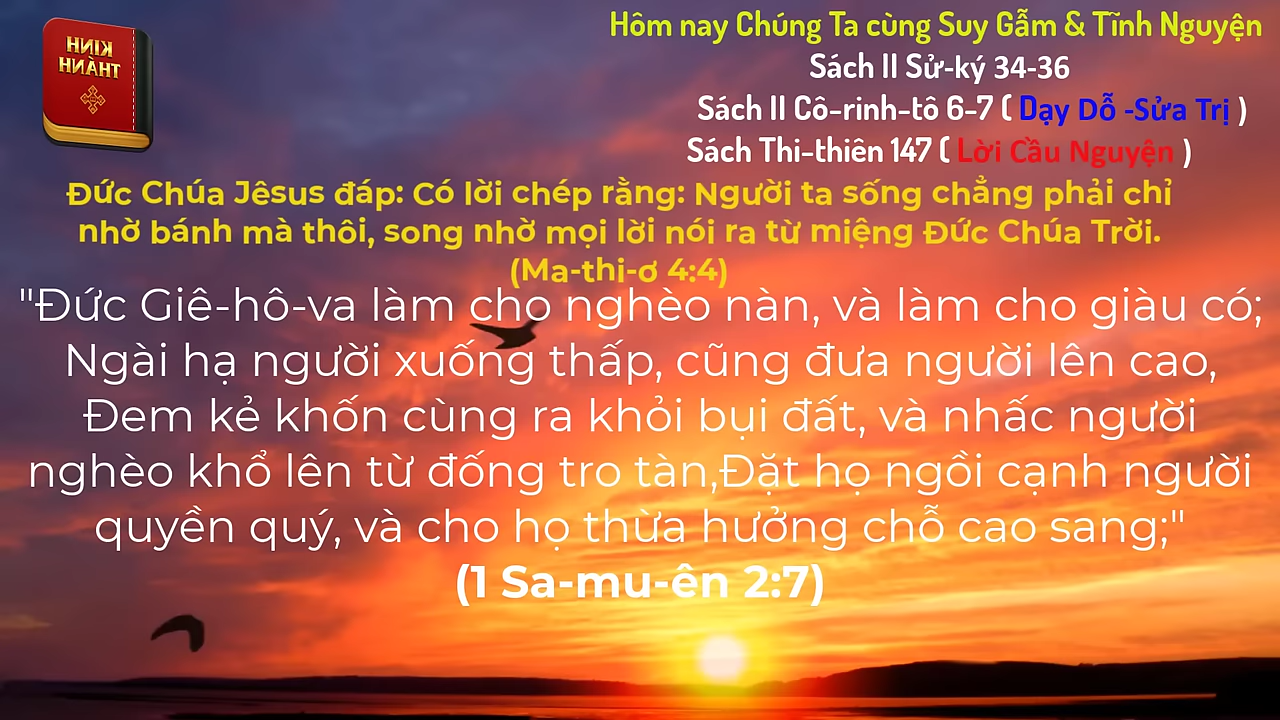 KINH
THÁNH
Hôm nay Chúng Ta cùng Suy Gẫm & Tĩnh Nguyện
Sách II Sử-ký 34-36
Sách II Cô-rinh-tô 6-7 ( Dạy Dỗ -Sửa Trị )
Sách Thi-thiên 147 ( Lời Cầu Nguyện )
Đức Chúa Jêsus đáp: Có lời chép rằng: Người ta sống chẳng phải chỉ
nhờ bánh mà thôi, song nhờ mọi lời nói ra từ miệng Đức Chúa Trời.
(Ma-thi-ơ 4:4)
"Đức Giê-hô-va làm cho nghèo nàn, và làm cho giàu có;
Ngài hạ người xuống thấp, cũng đưa người lên cao,
Đem kẻ khốn cùng ra khỏi bụi đất, và nhấc người
nghèo khổ lên từ đống tro tàn,Đặt họ ngồi cạnh người
quyền quý, và cho họ thừa hưởng chỗ cao sang;"
(1 Sa-mu-ên 2:7)